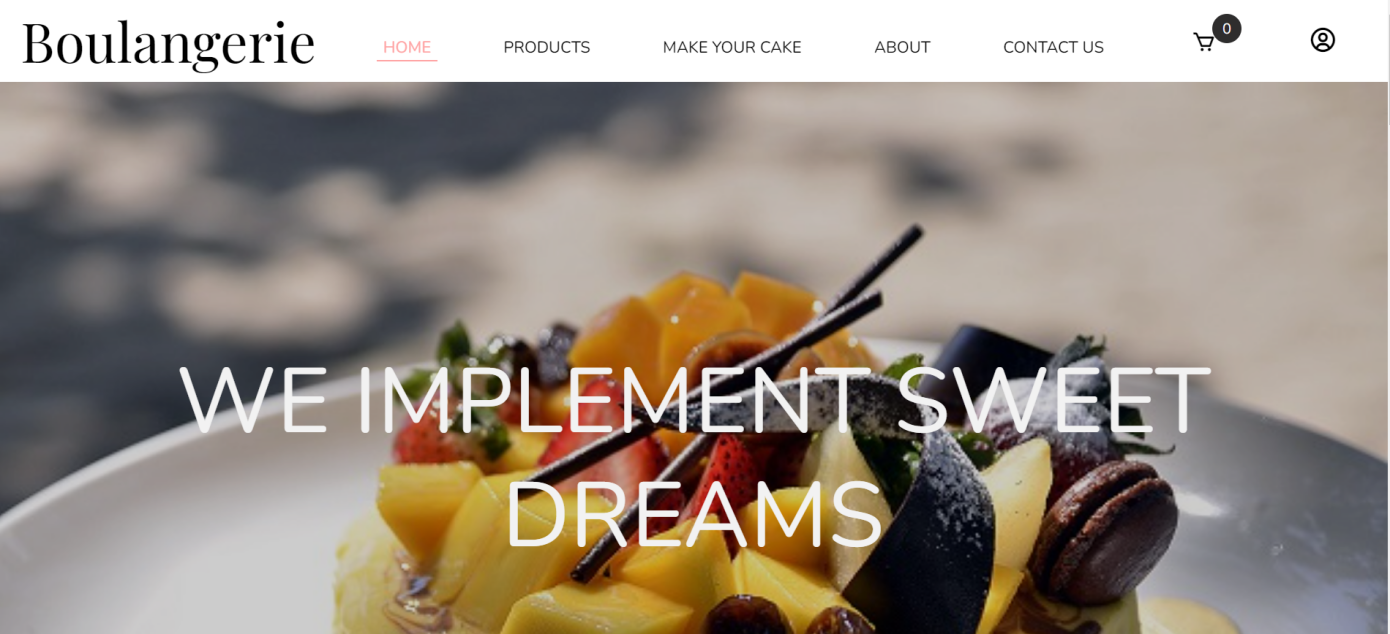 Boulangerie HOME PRODUCTS MAKE YOUR CAKE ABOUT CONTACT US 0
WE IMPLEMENT SWEET
DREAMS